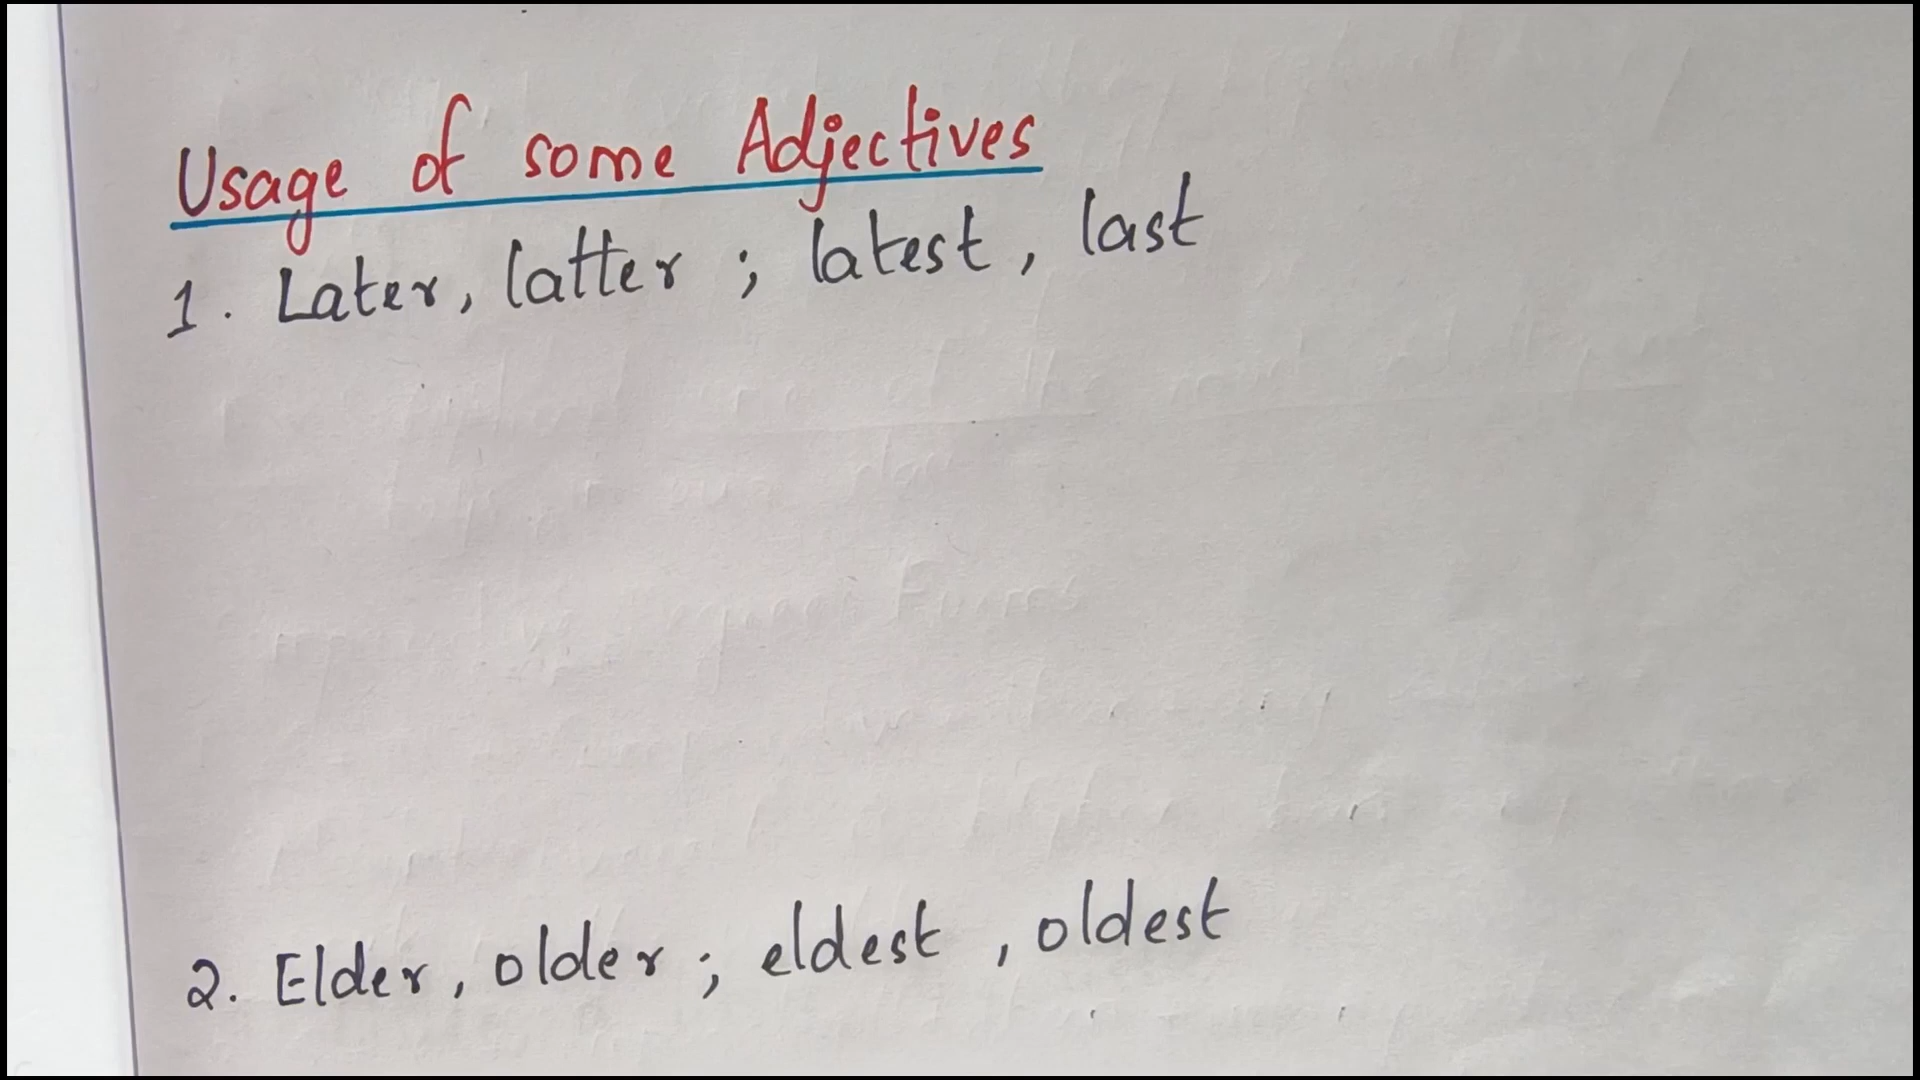 Usage of some Adjectives
1. Later, latter ; latest, last
2. Elder, older ; eldest , oldest